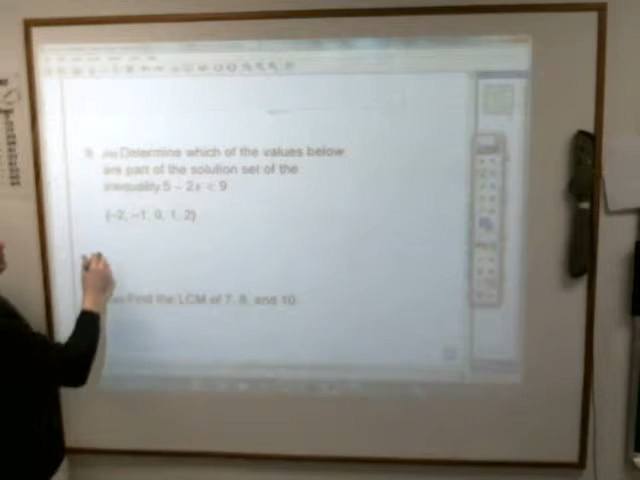 Determine which of the values below
are part of the solution set of the
inequality 5 – 2x < 9
{–2, –1, 0, 1, 2}
Find the LCM of 7, 8, and 10